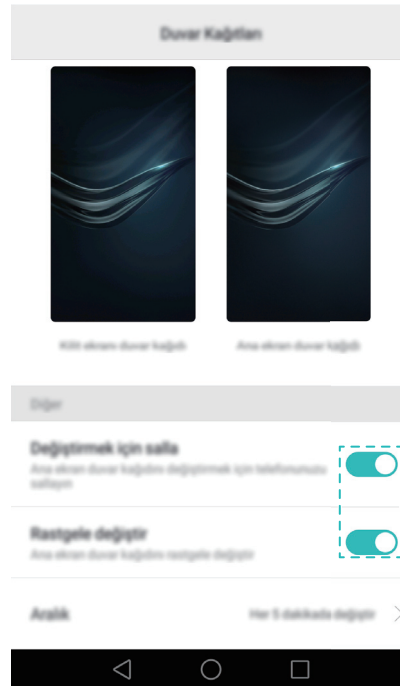 Duvar Kağıtları
Kilit ekranı duvar kağıdı
Ana ekran duvar kağıdı
Diğer
Değiştirmek için salla
Ana ekran duvar kağıdını değiştirmek için telefonunuzu
sallayın
Rastgele değiştir
Ana ekran duvar kağıdını rastgele değiştir
Aralık
Her 5 dakikada değiştir